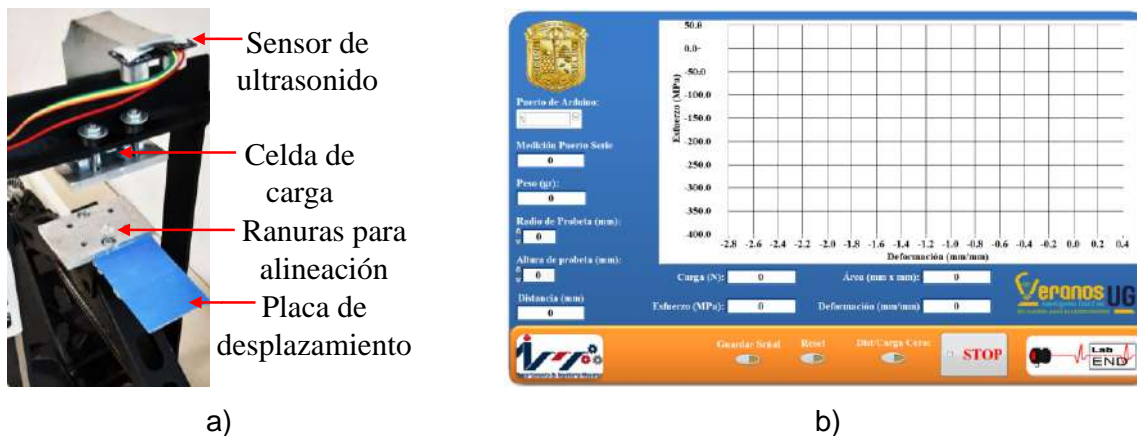 Sensor de
ultrasonido
Celda de
carga
Ranuras para
alineación
Placa de
desplazamiento
a)
Puerto de Arduino:
Medición Puerto Serie
0
Peso (gr):
0
Radio de Probeta (mm):
0
Altura de probeta (mm):
0
Distancia (mm)
0
Esfuerzo (MPa)
50.0
0.0
-50.0
-100.0
-150.0
-200.0
-250.0
-300.0
-350.0
-400.0
-2.8 -2.6 -2.4 -2.2 -2.0 -1.8 -1.6 -1.4 -1.2 -1.0 -0.8 -0.6 -0.4 -0.2 0.0 0.2 0.4
Deformación (mm/mm)
Carga (N): 0 Área (mm x mm): 0
Esfuerzo (MPa): 0 Deformación (mm/mm) 0
Veranos UG
Guardar Señal Reset Dist/Carga Cero:
STOP
Lab
END
b)